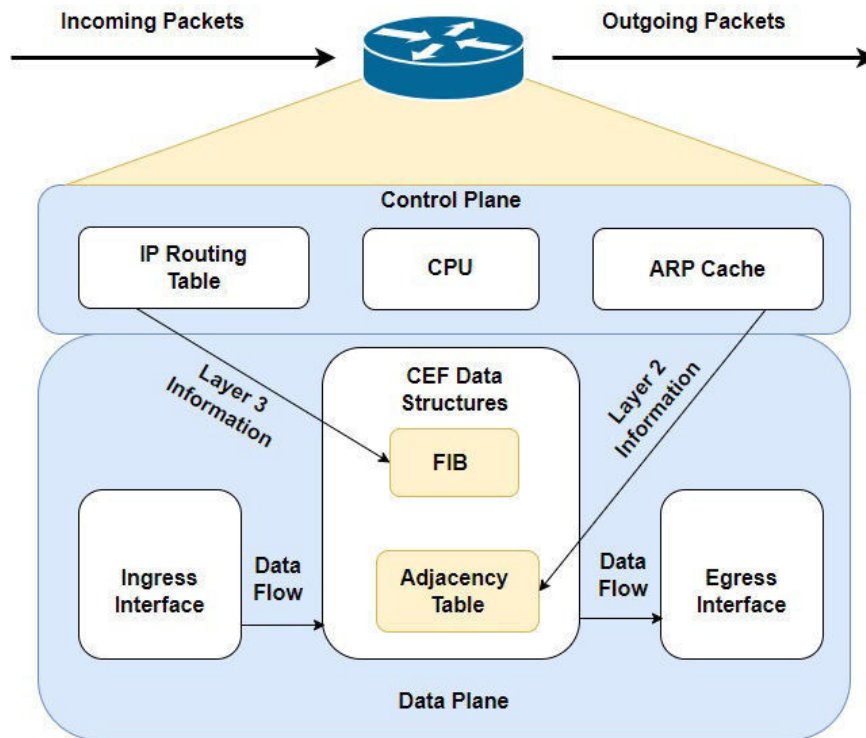 Incoming Packets
Outgoing Packets
Control Plane
IP Routing
Table
CPU
ARP Cache
Layer 3
Information
CEF Data
Structures
Layer 2
Information
FIB
Ingress
Interface
Data
Flow
Adjacency
Table
Data
Flow
Egress
Interface
Data Plane